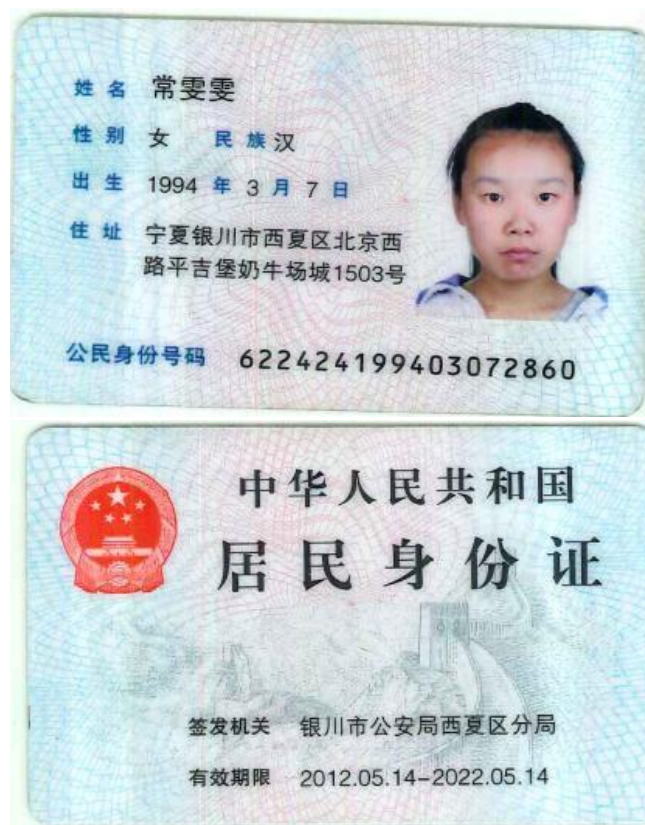 姓名 常雯雯
性别 女 民族 汉
出生 1994 年 3 月 7 日
住址 宁夏银川市西夏区北京西
路平吉堡奶牛场城1503号
公民身份号码 622424199403072860
中华人民共和国
居民身份证
签发机关 银川市公安局西夏区分局
有效期限 2012.05.14-2022.05.14